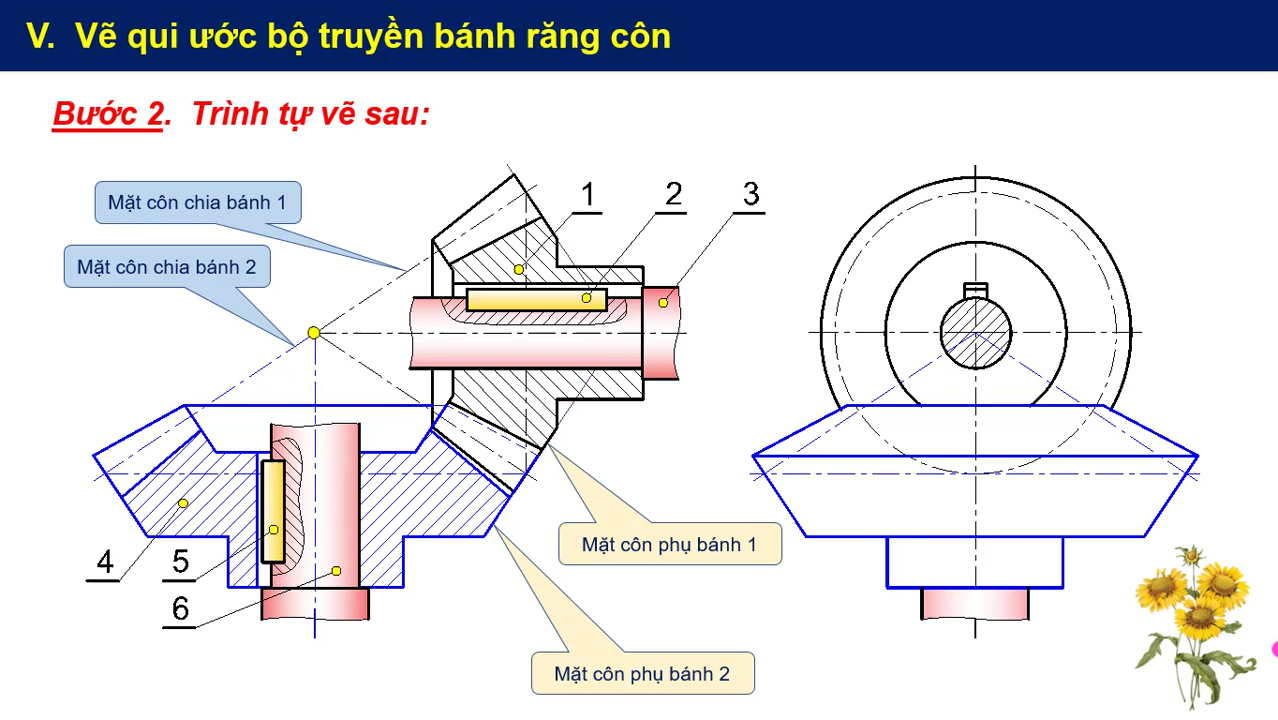 V. Vẽ qui ước bộ truyền bánh răng côn
Bước 2. Trình tự vẽ sau:
Mặt côn chia bánh 1
Mặt côn chia bánh 2
1
2
3
4
5
6
Mặt côn phụ bánh 1
Mặt côn phụ bánh 2